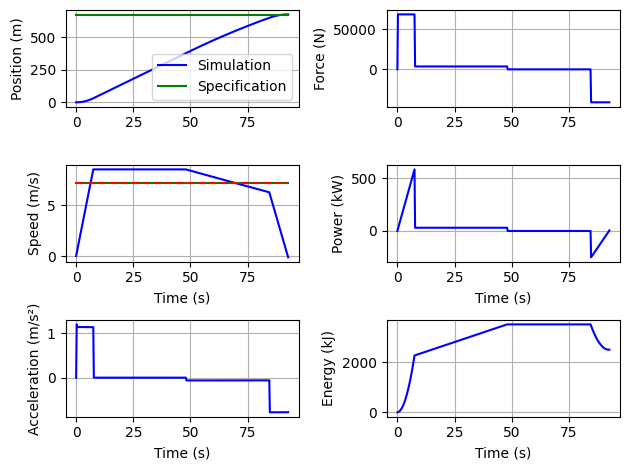 Position (m)
500
250
0
0 25 50 75
Simulation
Specification
Force (N)
50000
0
0 25 50 75
Speed (m/s)
5
0
0 25 50 75
Time (s)
Power (kW)
500
0
0 25 50 75
Time (s)
Acceleration (m/s²)
1
0
0 25 50 75
Time (s)
Energy (kJ)
2000
0
0 25 50 75
Time (s)